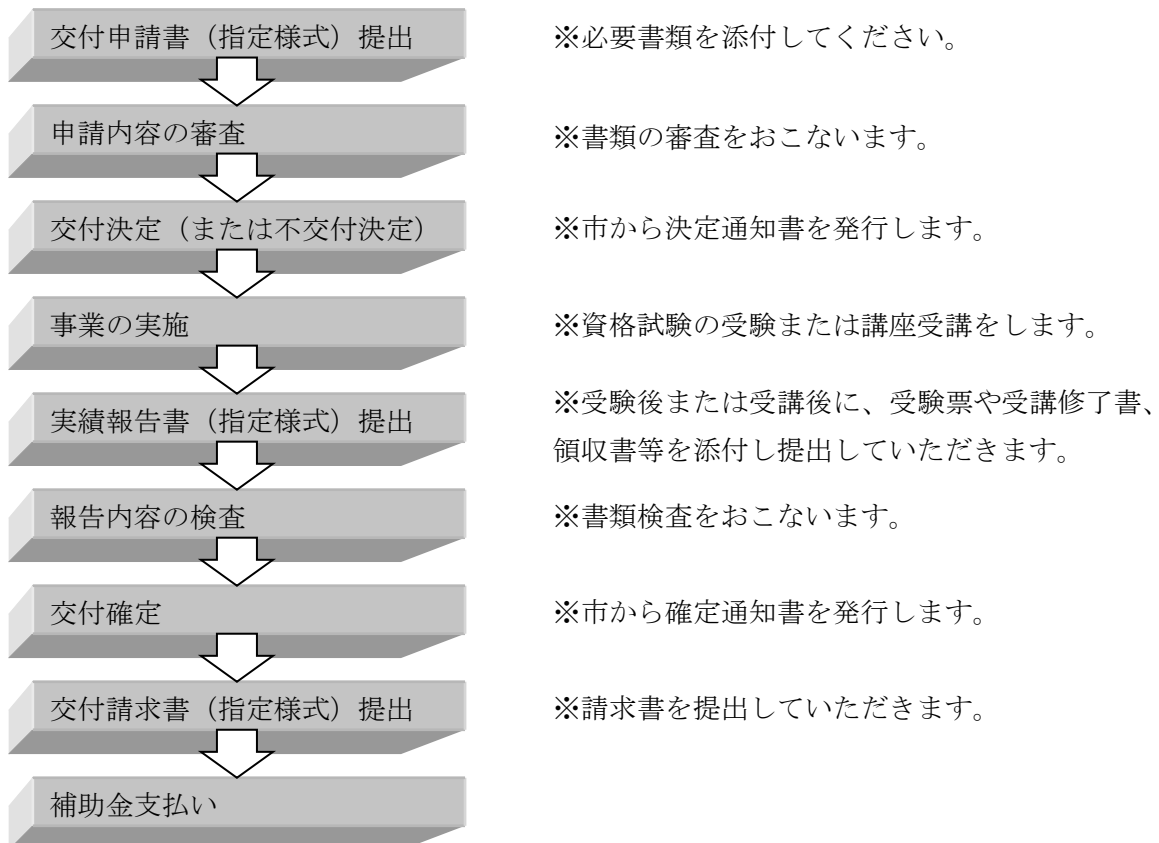 交付申請書（指定様式）提出
※必要書類を添付してください。
申請内容の審査
※書類の審査をおこないます。
交付決定（または不交付決定）
※市から決定通知書を発行します。
事業の実施
※資格試験の受験または講座受講をします。
実績報告書（指定様式）提出
※受験後または受講後に、受験票や受講修了書、
領収書等を添付し提出していただきます。
報告内容の検査
※書類検査をおこないます。
交付確定
※市から確定通知書を発行します。
交付請求書（指定様式）提出
※請求書を提出していただきます。
補助金支払い